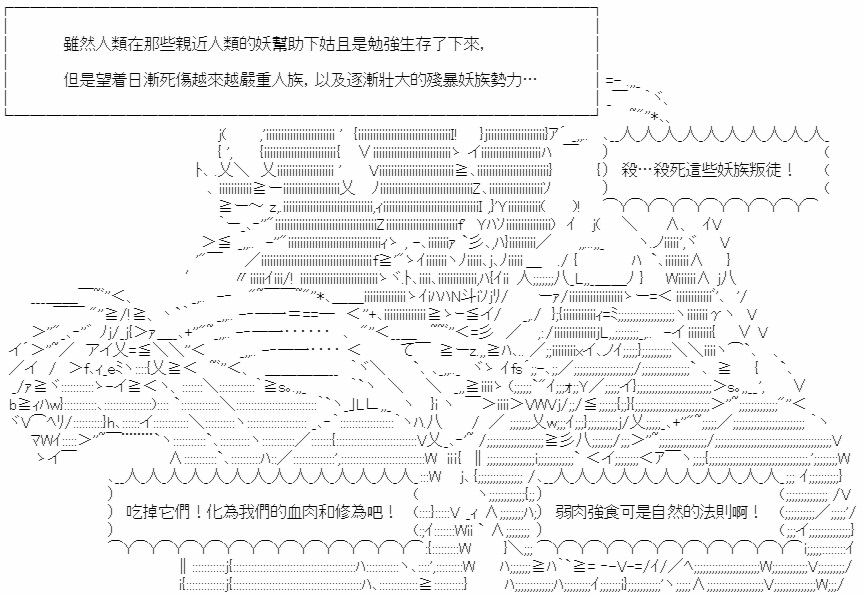 雖然人類在那些親近人類的妖幫助下姑且是勉強生存了下來，
但是望着日漸死傷越來越嚴重人族，以及逐漸壯大的殘暴妖族勢力…
殺…殺死這些妖族叛徒！
吃掉它們！化為我們的血肉和修為吧！
弱肉強食可是自然的法則啊！